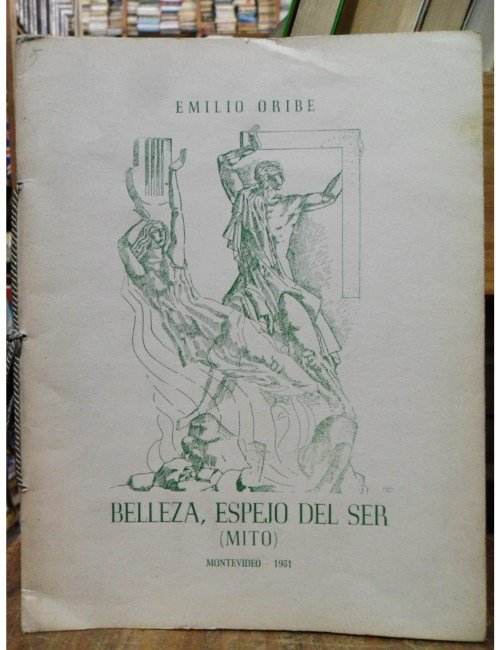 EMILIO ORIBE
BELLEZA, ESPEJO DEL SER
(MITO)
MONTEVIDEO - 1951